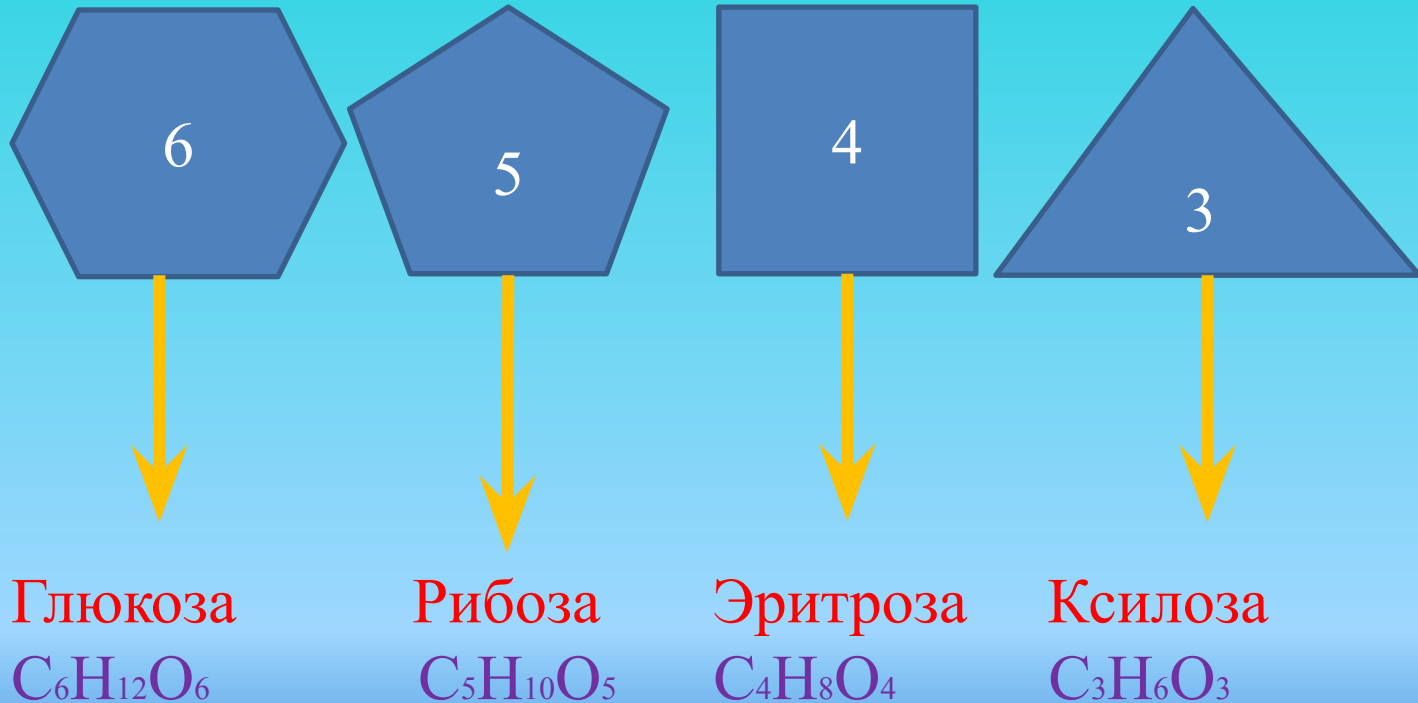 6 5 4 3
Глюкоза Рибоза Эритроза Ксилоза
C₆H₁₂O₆ C₅H₁₀O₅ C₄H₈O₄ C₃H₆O₃